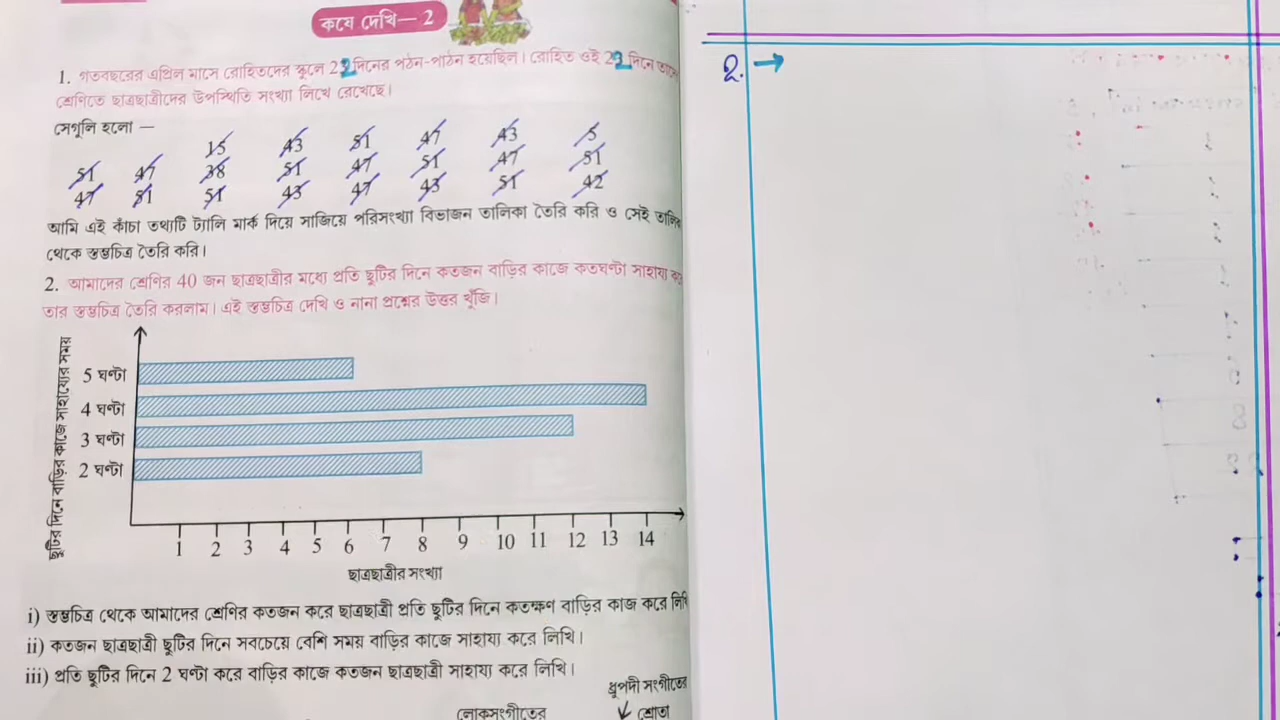 কষে দেখি— 2
1. গতবছরের এপ্রিল মাসে রোহিতদের স্কুলে 22 দিনের পঠন-পাঠন হয়েছিল। রোহিত ওই 22 দিনে তাদের
শ্রেণিতে ছাত্রছাত্রীদের উপস্থিতি সংখ্যা লিখে রেখেছে।
সেগুলি হলো —
15 43 51 47 43
51 47 38 51 47 51 47 51
47 51 51 43 47 43 51 42
আমি এই কাঁচা তথ্যটি ট্যালি মার্ক দিয়ে সাজিয়ে পরিসংখ্যা বিভাজন তালিকা তৈরি করি ও সেই
থেকে স্তম্ভচিত্র তৈরি করি।
2. আমাদের শ্রেণির 40 জন ছাত্রছাত্রীর মধ্যে প্রতি ছুটির দিনে কতজন বাড়ির কাজে কতঘণ্টা সাহায্য
তার স্তম্ভচিত্র তৈরি করলাম। এই স্তম্ভচিত্র দেখি ও নানা প্রশ্নের উত্তর খুঁজি।
ছুটির দিনে বাড়ির কাজে সাহায্যের সময়
5 ঘণ্টা
4 ঘণ্টা
3 ঘণ্টা
2 ঘণ্টা
1 2 3 4 5 6 7 8 9 10 11 12 13 14
ছাত্রছাত্রীর সংখ্যা
i) স্তম্ভচিত্র থেকে আমাদের শ্রেণির কতজন করে ছাত্রছাত্রী প্রতি ছুটির দিনে কতক্ষণ বাড়ির কাজ করে লিখি
ii) কতজন ছাত্রছাত্রী ছুটির দিনে সবচেয়ে বেশি সময় বাড়ির কাজে সাহায্য করে লিখি।
iii) প্রতি ছুটির দিনে 2 ঘণ্টা করে বাড়ির কাজে কতজন ছাত্রছাত্রী সাহায্য করে লিখি।
ধ্রুপদী সংগীতের
শ্রোতা
লোকসংগীতের
2. →